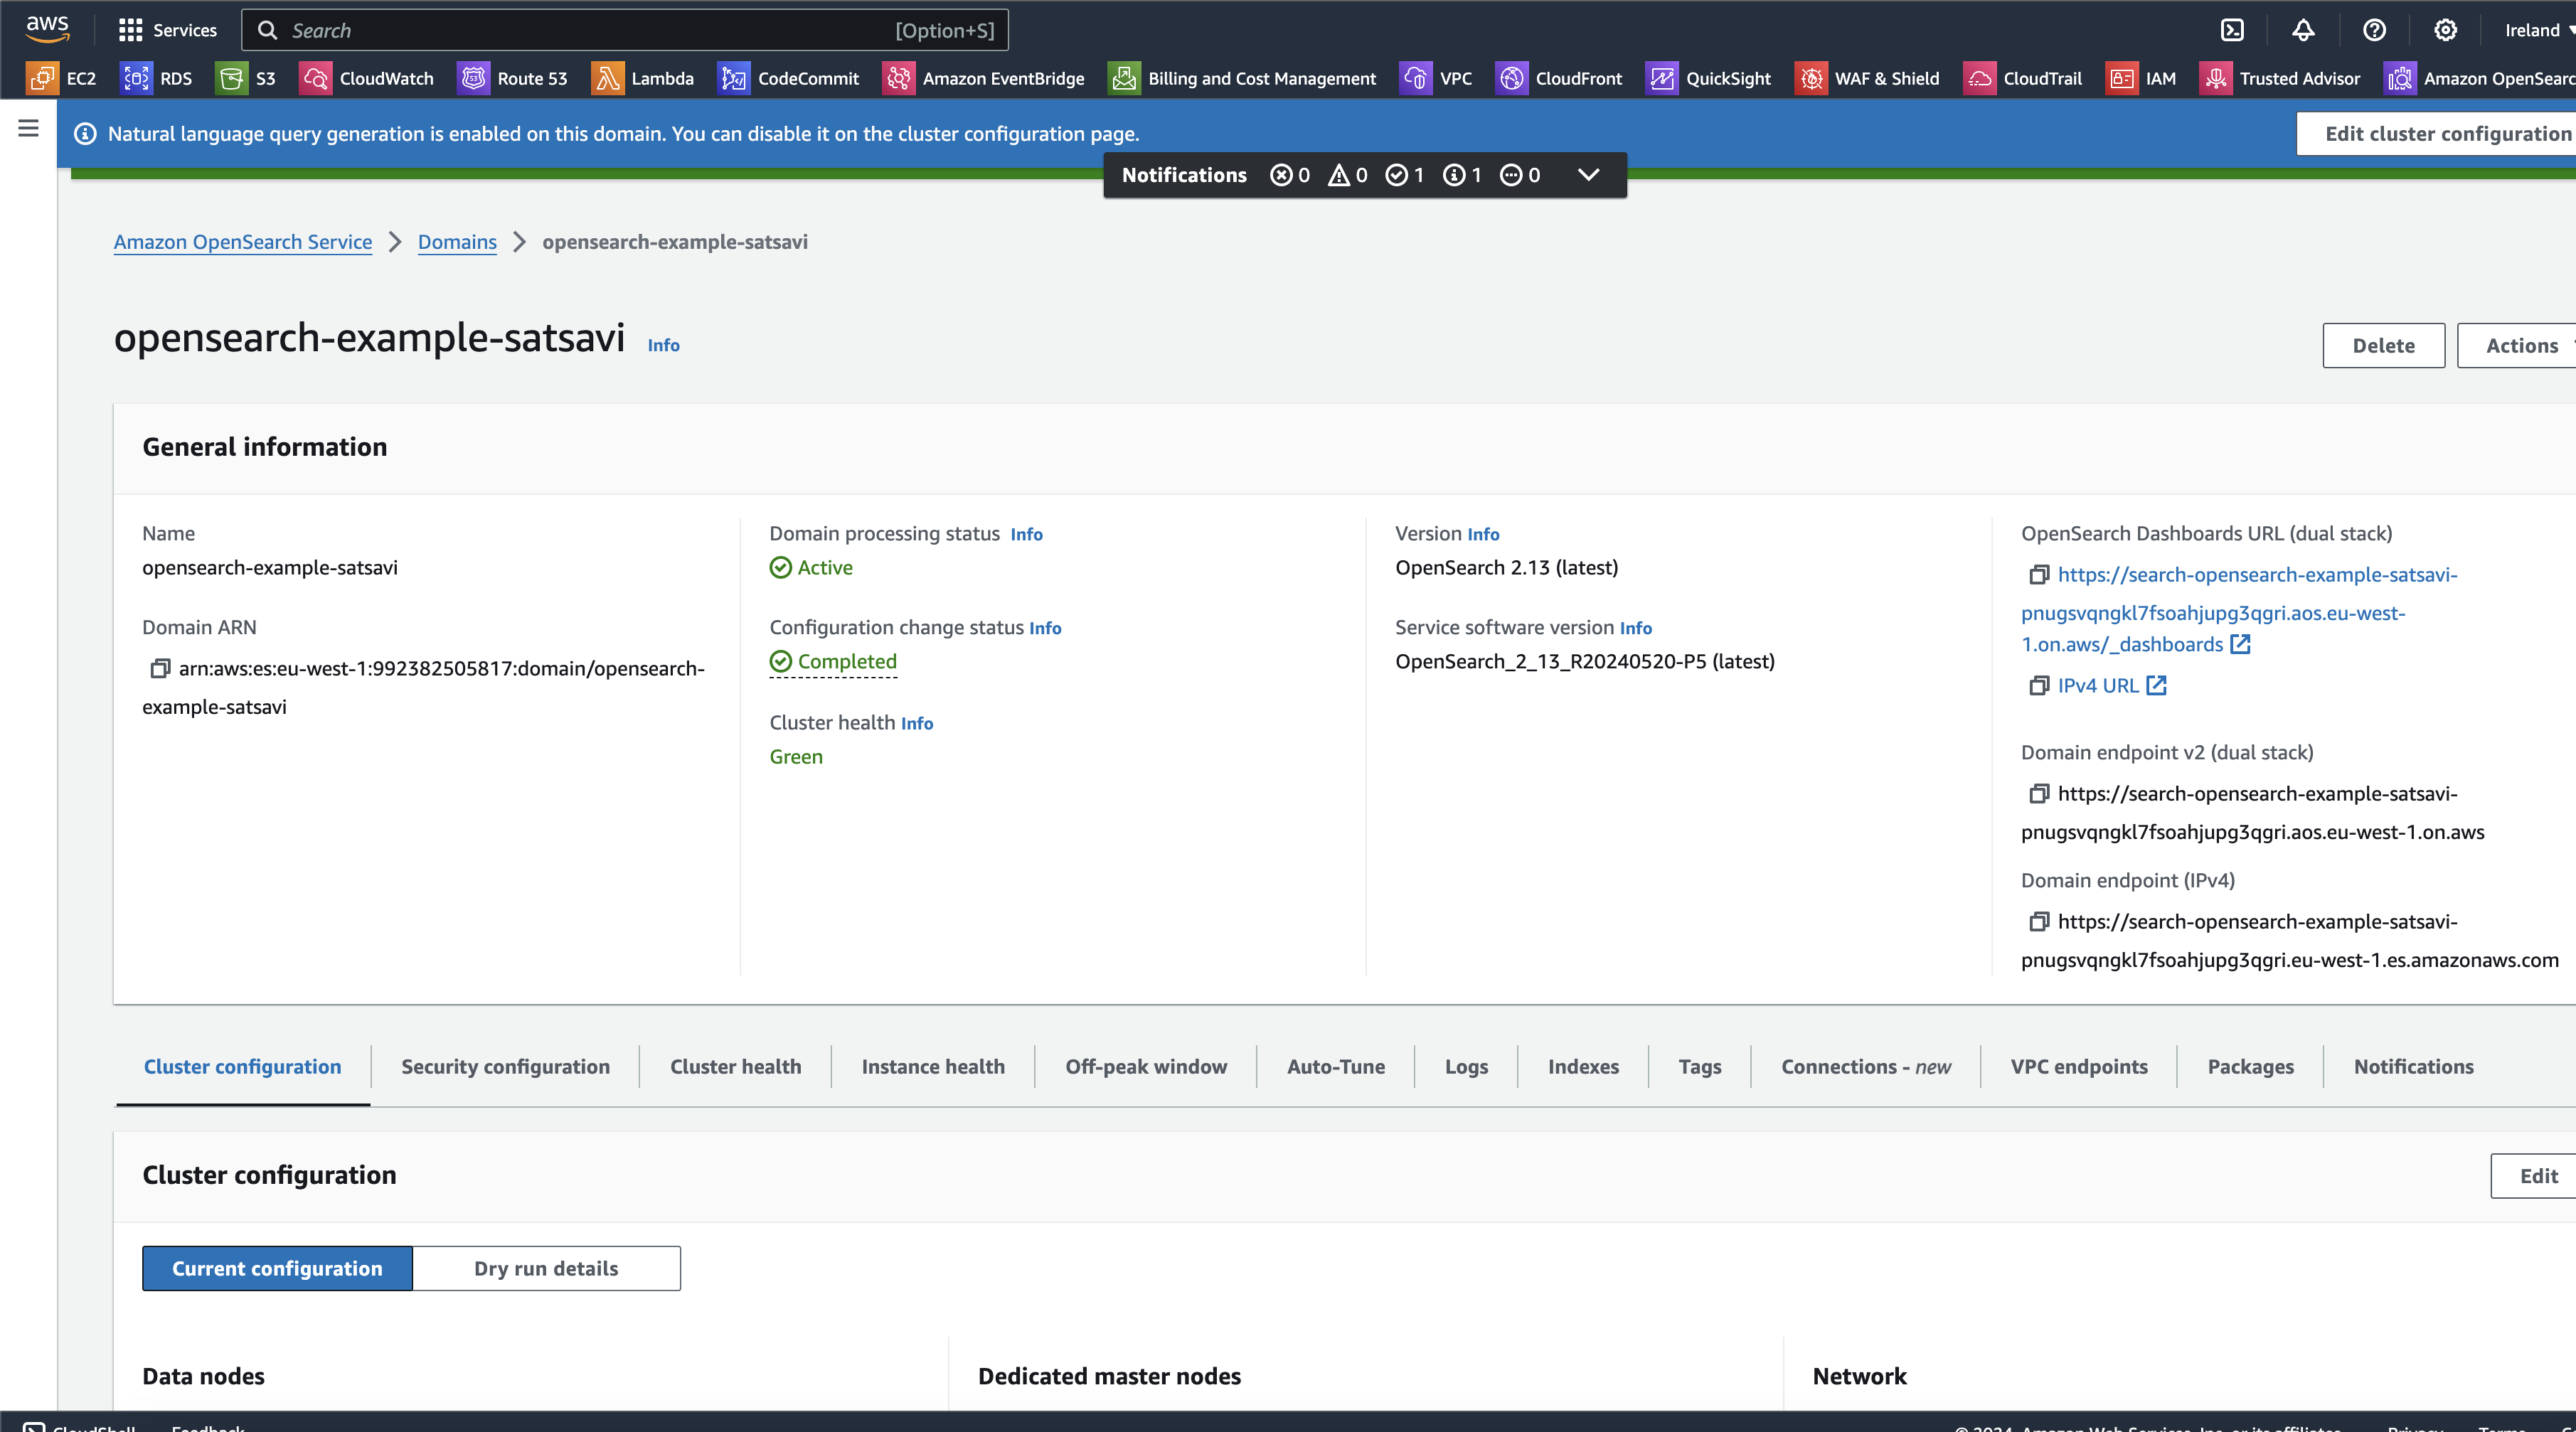 aws
Services
Search
[Option+S]
Ireland
EC2
RDS
S3
CloudWatch
Route 53
Lambda
CodeCommit
Amazon EventBridge
Billing and Cost Management
VPC
CloudFront
QuickSight
WAF & Shield
CloudTrail
IAM
Trusted Advisor
Amazon OpenSearc
Natural language query generation is enabled on this domain. You can disable it on the cluster configuration page.
Edit cluster configuration
Notifications 0 0 1 1 0
Amazon OpenSearch Service
Domains
opensearch-example-satsavi
opensearch-example-satsavi Info
Delete
Actions
General information
Name
opensearch-example-satsavi
Domain ARN
arn:aws:es:eu-west-1:992382505817:domain/opensearch-
example-satsavi
Domain processing status Info
Active
Configuration change status Info
Completed
Cluster health Info
Green
Version Info
OpenSearch 2.13 (latest)
Service software version Info
OpenSearch_2_13_R20240520-P5 (latest)
OpenSearch Dashboards URL (dual stack)
https://search-opensearch-example-satsavi-
pnugsvqngkl7fsoahjupg3qgri.aos.eu-west-
1.on.aws/_dashboards
IPv4 URL
Domain endpoint v2 (dual stack)
https://search-opensearch-example-satsavi-
pnugsvqngkl7fsoahjupg3qgri.aos.eu-west-1.on.aws
Domain endpoint (IPv4)
https://search-opensearch-example-satsavi-
pnugsvqngkl7fsoahjupg3qgri.eu-west-1.es.amazonaws.com
Cluster configuration
Security configuration
Cluster health
Instance health
Off-peak window
Auto-Tune
Logs
Indexes
Tags
Connections - new
VPC endpoints
Packages
Notifications
Cluster configuration
Edit
Current configuration
Dry run details
Data nodes
Dedicated master nodes
Network
CloudShell
Feedback
© 2024, Amazon Web Services, Inc. or its affiliates.
Privacy
Terms